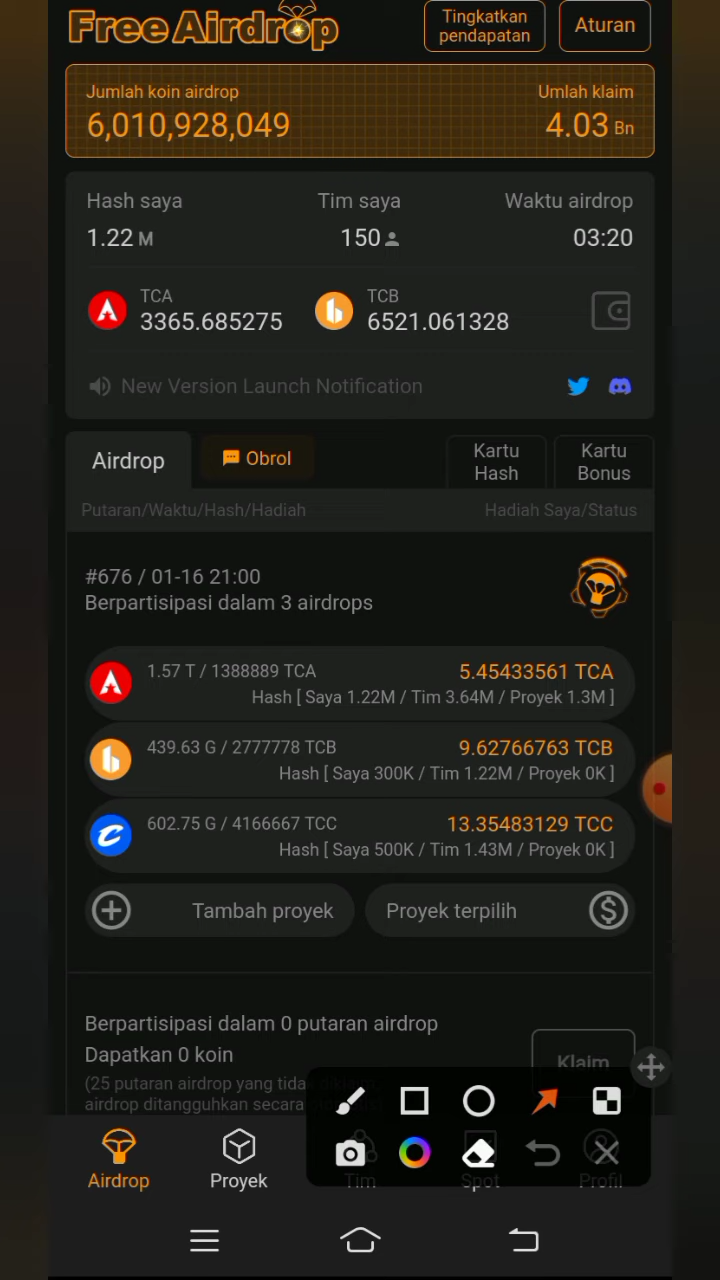 Free Airdrop
Tingkatkan
pendapatan
Aturan
Jumlah koin airdrop
Umlah klaim
6,010,928,049
4.03 Bn
Hash saya
Tim saya
Waktu airdrop
1.22 M
150
03:20
TCA
3365.685275
TCB
6521.061328
New Version Launch Notification
Airdrop
Obrol
Kartu
Hash
Kartu
Bonus
Putaran/Waktu/Hash/Hadiah
Hadiah Saya/Status
#676 / 01-16 21:00
Berpartisipasi dalam 3 airdrops
1.57 T / 1388889 TCA
5.45433561 TCA
Hash [ Saya 1.22M / Tim 3.64M / Proyek 1.3M ]
439.63 G / 2777778 TCB
9.62766763 TCB
Hash [ Saya 300K / Tim 1.22M / Proyek 0K ]
602.75 G / 4166667 TCC
13.35483129 TCC
Hash [ Saya 500K / Tim 1.43M / Proyek 0K ]
Tambah proyek
Proyek terpilih
Berpartisipasi dalam 0 putaran airdrop
Dapatkan 0 koin
Klaim
(25 putaran airdrop yang
airdrop ditangguhkan secara
Airdrop
Proyek
Tim
Spot
Profil